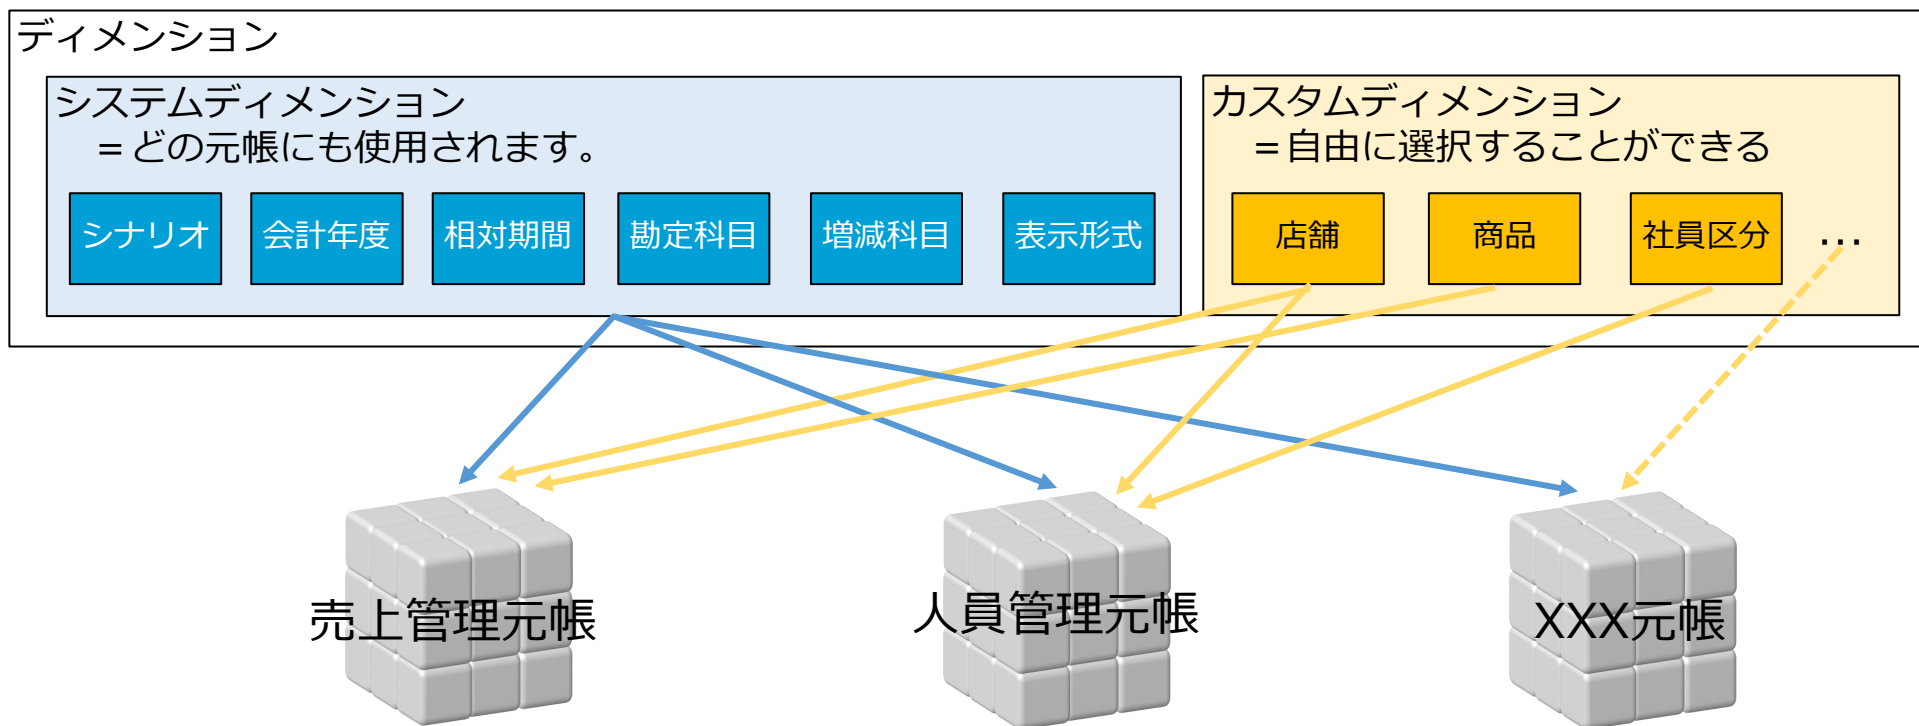 ディメンション
システムディメンション
=どの元帳にも使用されます。
カスタムディメンション
=自由に選択することができる
シナリオ
会計年度
相対期間
勘定科目
増減科目
表示形式
店舗
商品
社員区分
…
売上管理元帳
人員管理元帳
XXX元帳